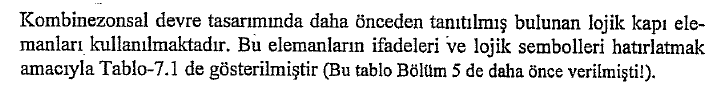 Kombinezonsal devre tasarımında daha önceden tanıtılmış bulunan lojik kapı ele-
manları kullanılmaktadır. Bu elemanların ifadeleri ve lojik sembolleri hatırlatmak
amacıyla Tablo-7.1 de gösterilmiştir (Bu tablo Bölüm 5 de daha önce verilmişti!).